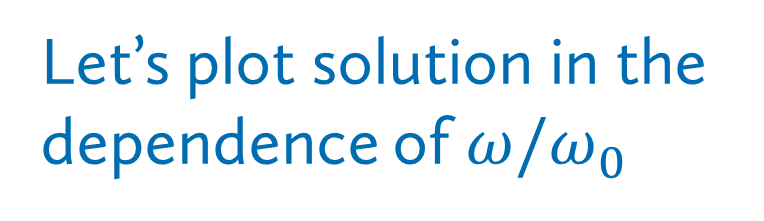 Let’s plot solution in the
dependence of ω/ω₀